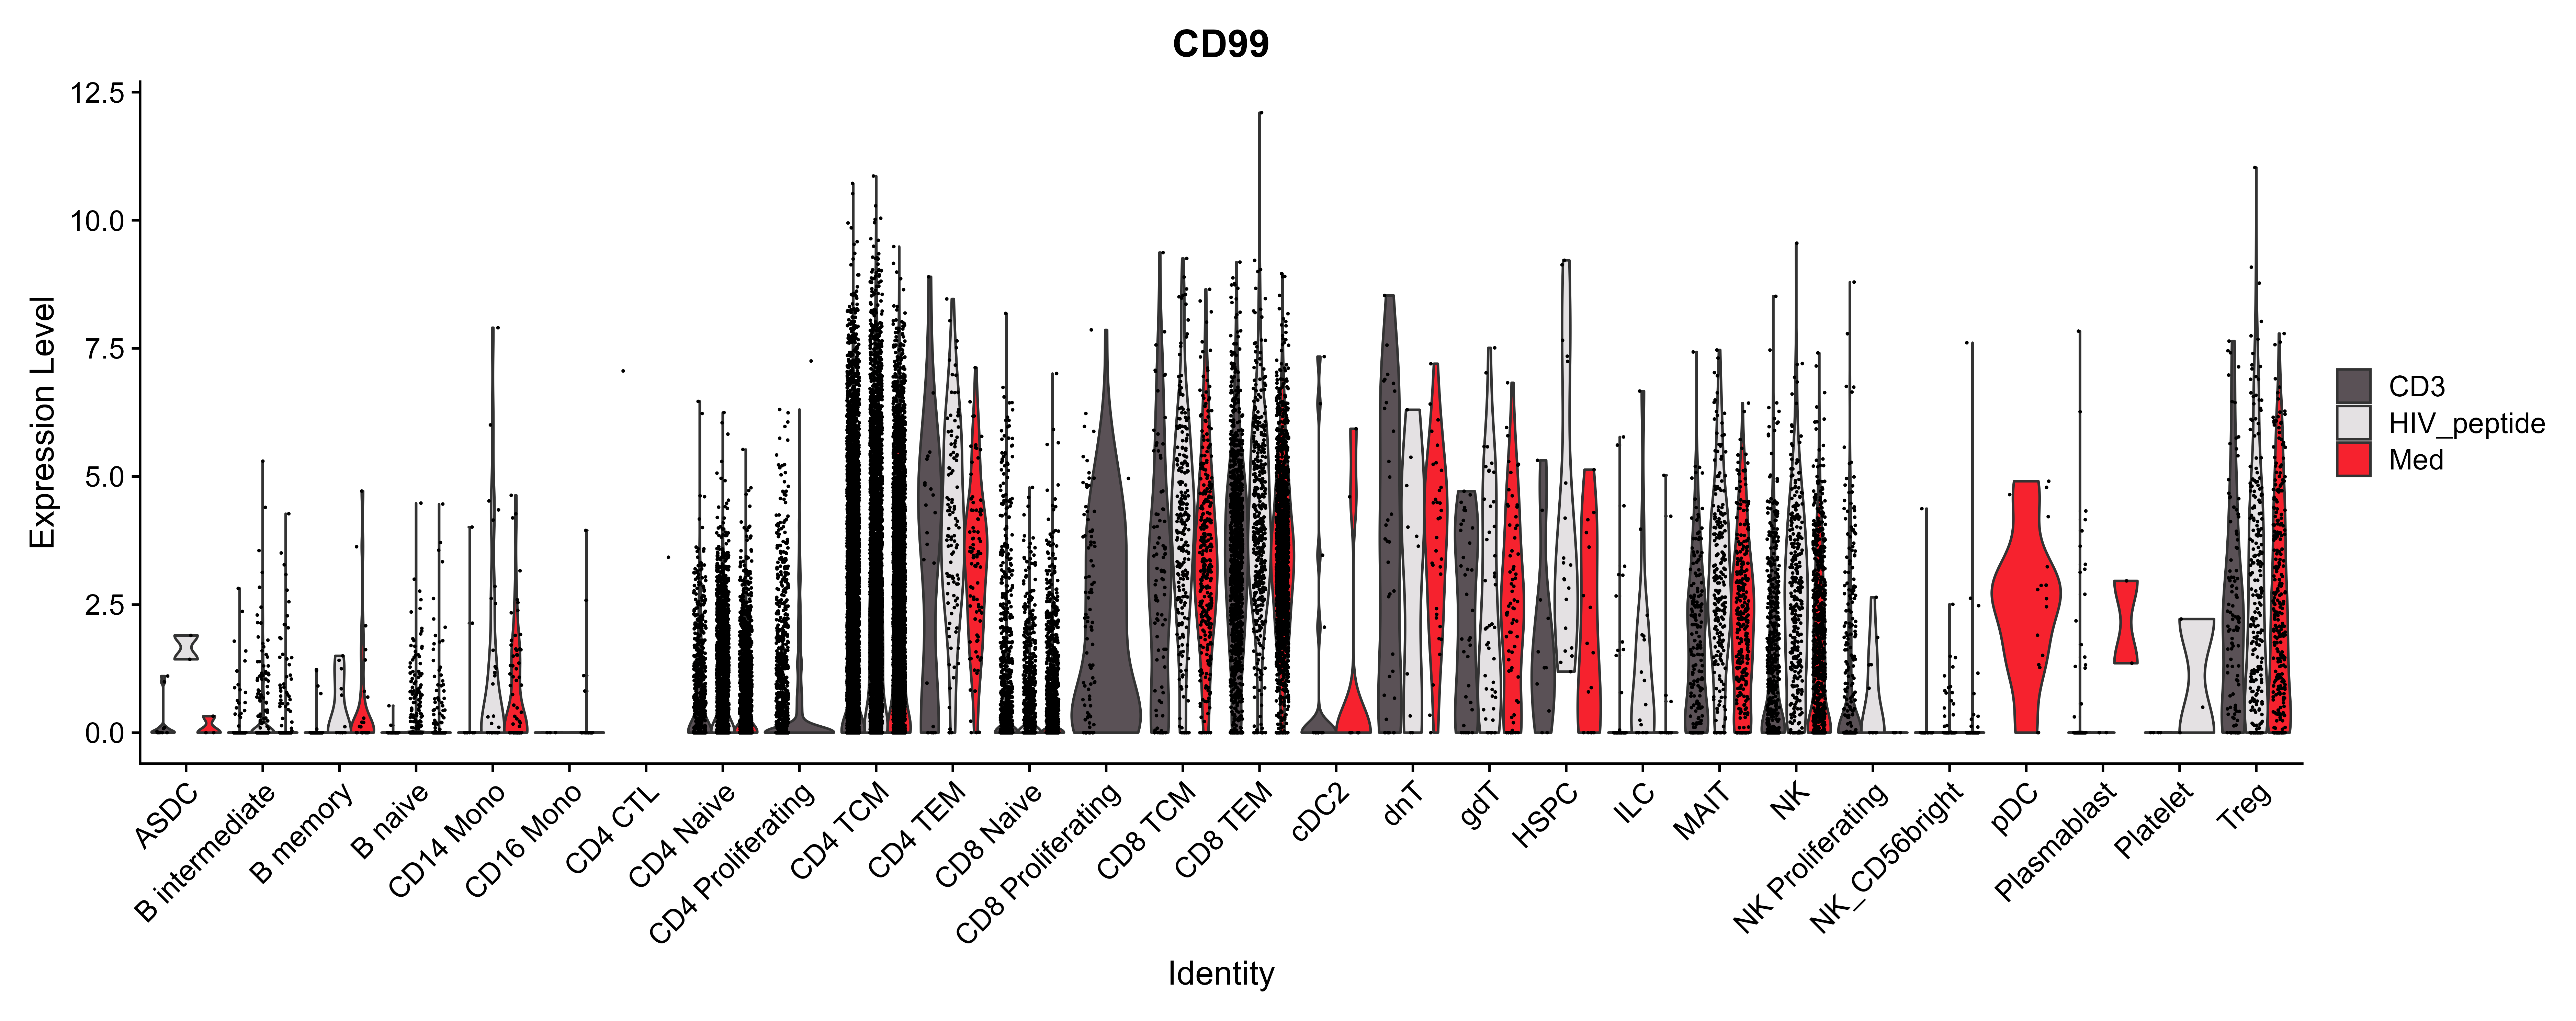 CD99
Expression Level
12.5
10.0
7.5
5.0
2.5
0.0
ASDC
B intermediate
B memory
B naive
CD14 Mono
CD16 Mono
CD4 CTL
CD4 Naive
CD4 Proliferating
CD4 TCM
CD4 TEM
CD8 Naive
CD8 Proliferating
CD8 TCM
CD8 TEM
cDC2
dnT
gdT
HSPC
ILC
MAIT
NK
NK Proliferating
NK_CD56bright
pDC
Plasmablast
Platelet
Treg
Identity
CD3
HIV_peptide
Med